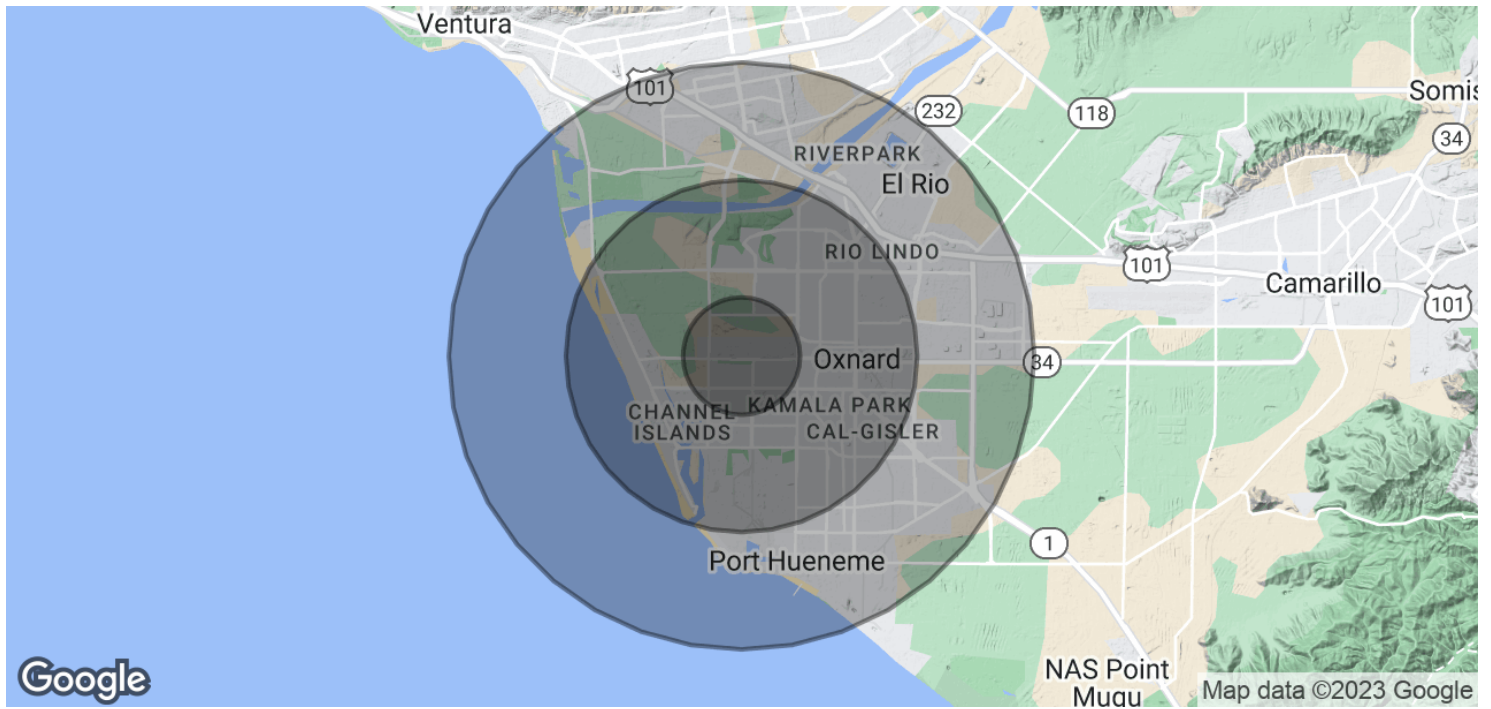 Ventura
101
Somis
232
118
34
RIVERPARK
El Rio
RIO LINDO
101
Camarillo
101
Oxnard
34
CHANNEL
ISLANDS
KAMALA PARK
CAL-GISLER
1
Port Hueneme
NAS Point
Mugu
Google
Map data ©2023 Google